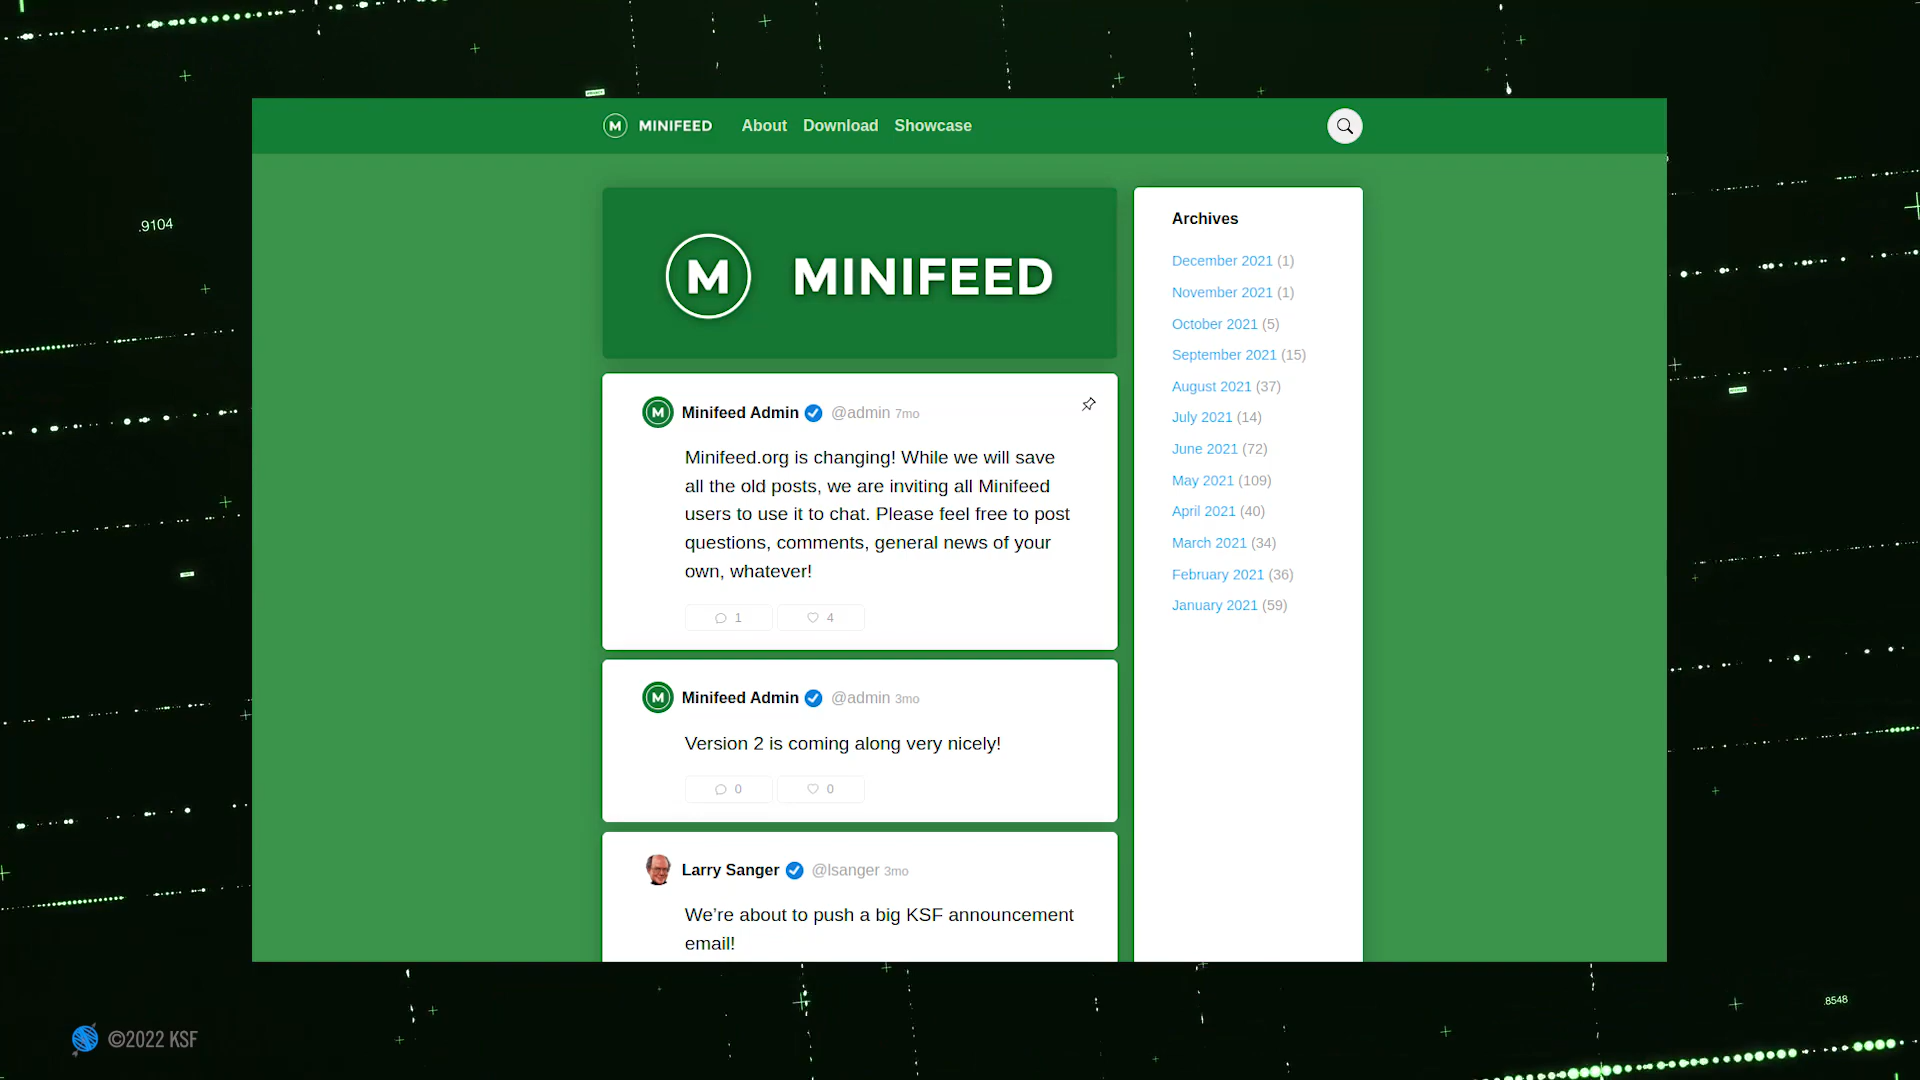 M MINIFEED About Download Showcase
M MINIFEED
M Minifeed Admin @admin 7mo
Minifeed.org is changing! While we will save
all the old posts, we are inviting all Minifeed
users to use it to chat. Please feel free to post
questions, comments, general news of your
own, whatever!
1 4
M Minifeed Admin @admin 3mo
Version 2 is coming along very nicely!
0 0
Larry Sanger @lsanger 3mo
We’re about to push a big KSF announcement
email!
Archives
December 2021 (1)
November 2021 (1)
October 2021 (5)
September 2021 (15)
August 2021 (37)
July 2021 (14)
June 2021 (72)
May 2021 (109)
April 2021 (40)
March 2021 (34)
February 2021 (36)
January 2021 (59)
.9104
.8548
©2022 KSF